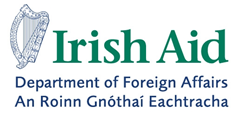 Irish Aid
Department of Foreign Affairs
An Roinn Gnóthaí Eachtracha